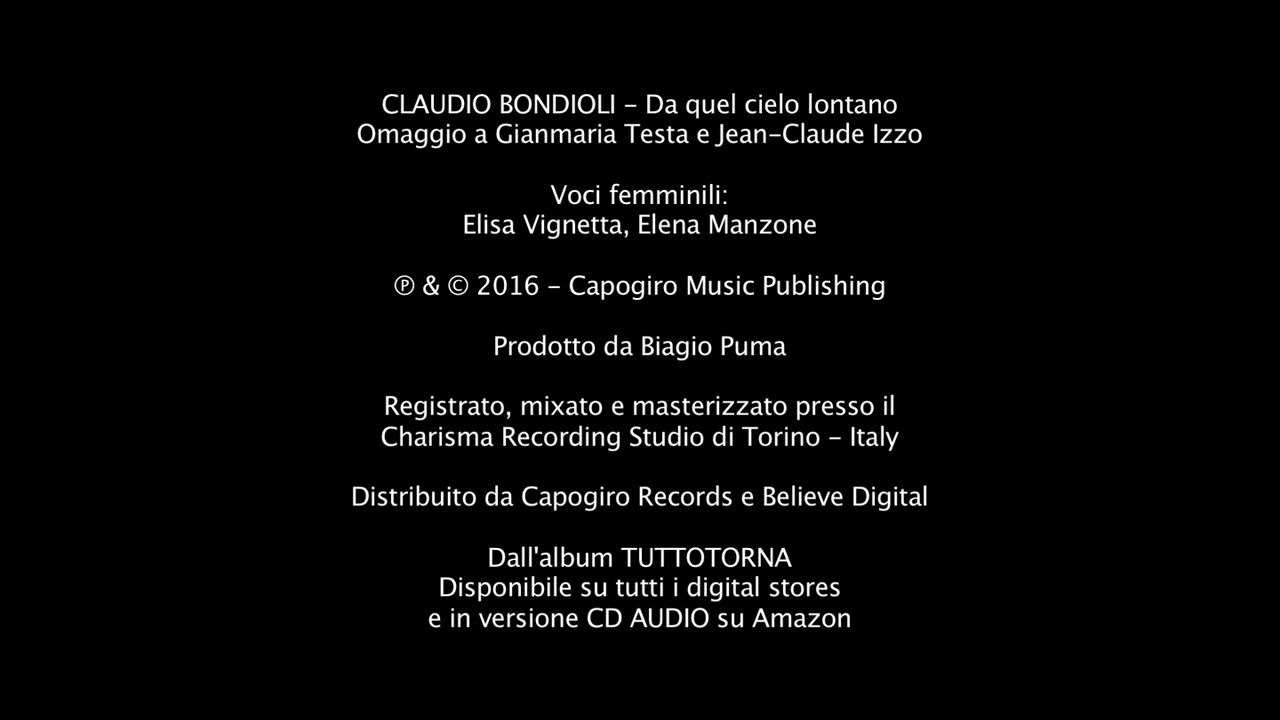 CLAUDIO BONDIOLI – Da quel cielo lontano
Omaggio a Gianmaria Testa e Jean–Claude Izzo
Voci femminili:
Elisa Vignetta, Elena Manzone
℗ & © 2016 – Capogiro Music Publishing
Prodotto da Biagio Puma
Registrato, mixato e masterizzato presso il
Charisma Recording Studio di Torino – Italy
Distribuito da Capogiro Records e Believe Digital
Dall'album TUTTOTORNA
Disponibile su tutti i digital stores
e in versione CD AUDIO su Amazon